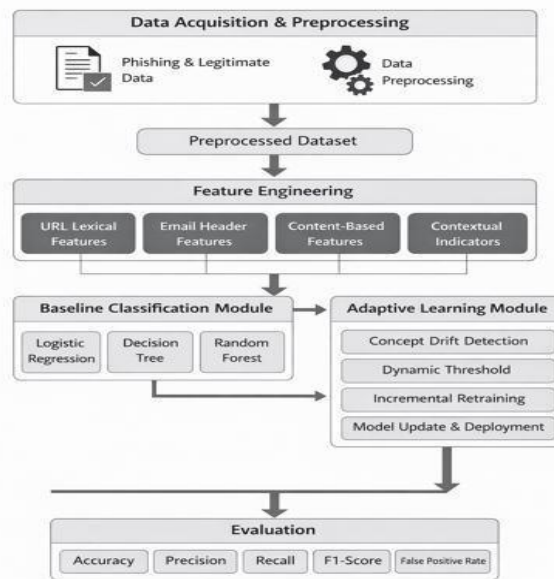 Data Acquisition & Preprocessing
Phishing & Legitimate
Data
Data
Preprocessing
Preprocessed Dataset
Feature Engineering
URL Lexical
Features
Email Header
Features
Content-Based
Features
Contextual
Indicators
Baseline Classification Module
Logistic
Regression
Decision
Tree
Random
Forest
Adaptive Learning Module
Concept Drift Detection
Dynamic Threshold
Incremental Retraining
Model Update & Deployment
Evaluation
Accuracy
Precision
Recall
F1-Score
False Positive Rate